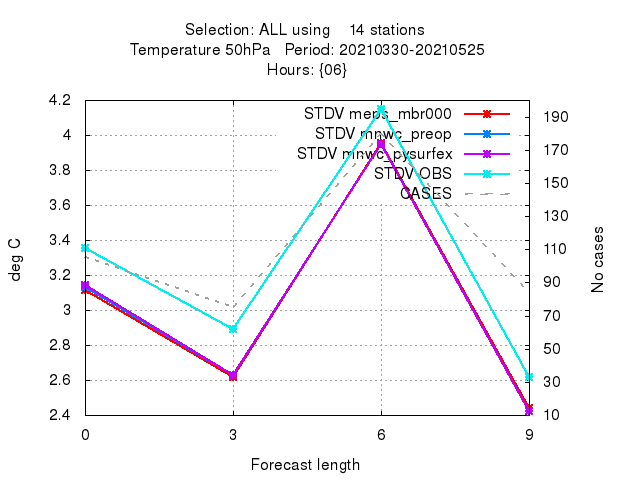 Selection: ALL using    14 stations
Temperature 50hPa   Period: 20210330-20210525
Hours: {06}
STDV meps_mbr000
STDV mnwc_preop
STDV mnwc_pysurfex
STDV OBS
CASES
deg C
4.2
4
3.8
3.6
3.4
3.2
3
2.8
2.6
2.4
190
170
150
130
110
90
70
50
30
10
No cases
0 3 6 9
Forecast length